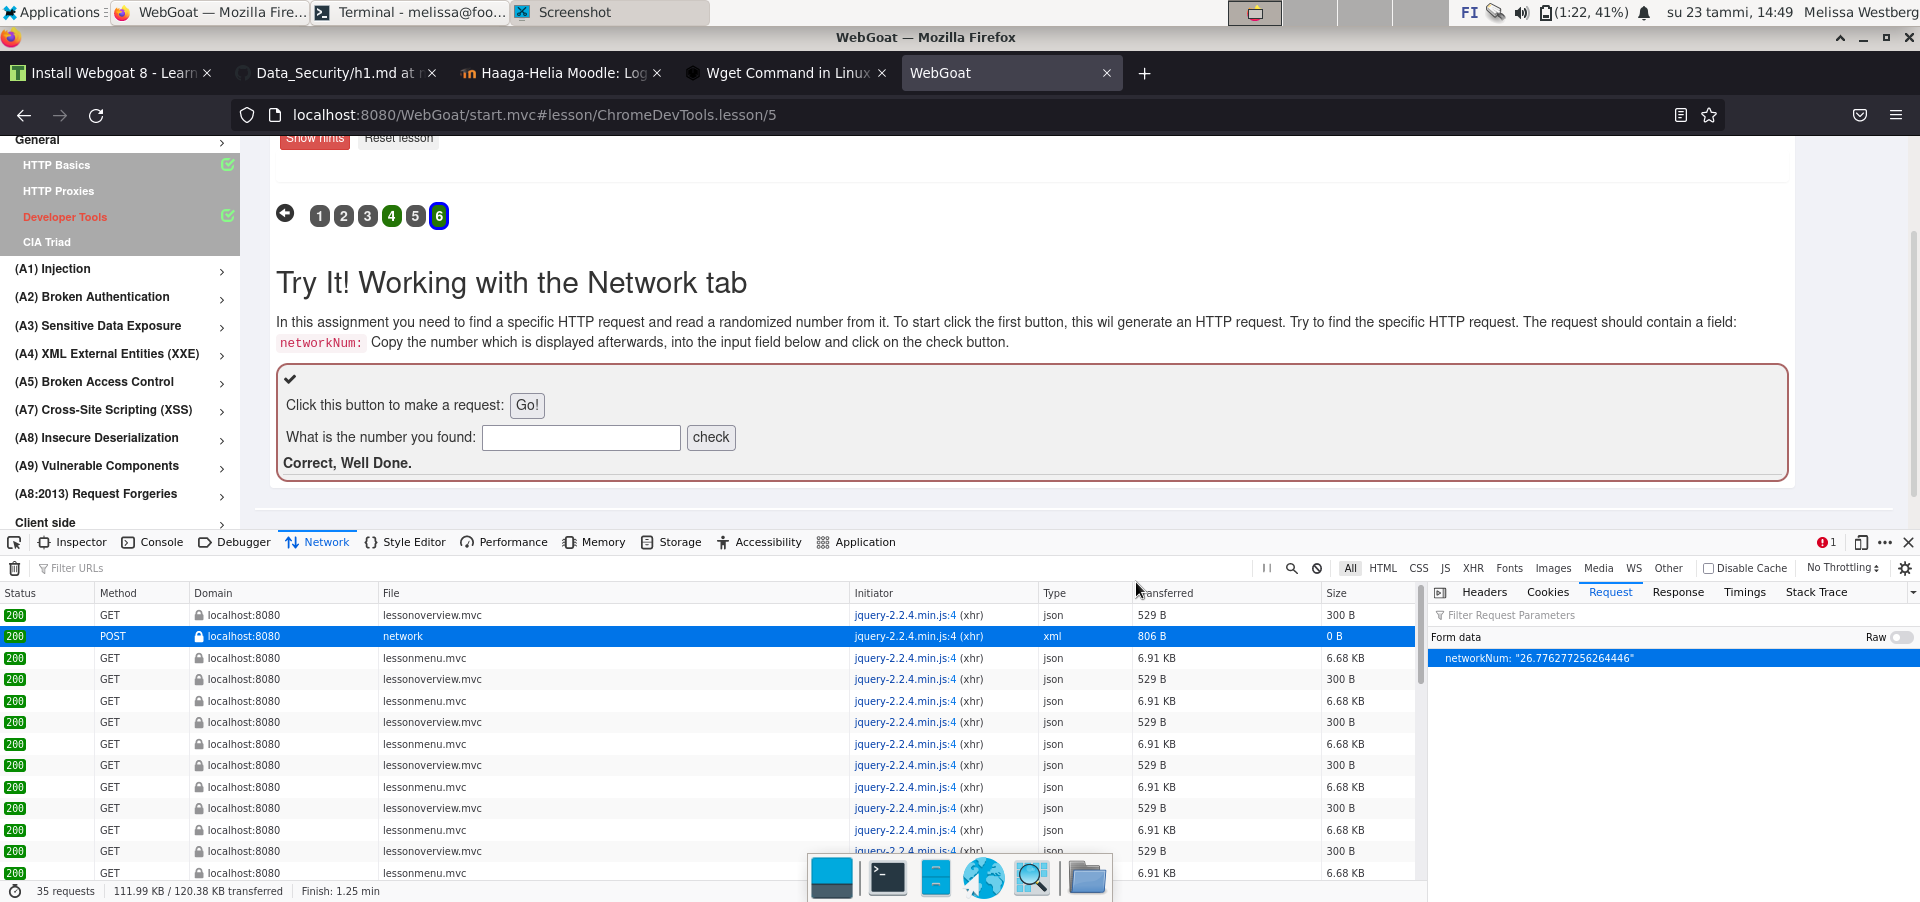 Applications
WebGoat — Mozilla Fire...
Terminal - melissa@foo...
Screenshot
FI
(1:22, 41%)
su 23 tammi, 14:49
Melissa Westberg
WebGoat — Mozilla Firefox
Install Webgoat 8 - Learn
Data_Security/h1.md at
Haaga-Helia Moodle: Log
Wget Command in Linux
WebGoat
localhost:8080/WebGoat/start.mvc#lesson/ChromeDevTools.lesson/5
General
HTTP Basics
HTTP Proxies
Developer Tools
CIA Triad
(A1) Injection
(A2) Broken Authentication
(A3) Sensitive Data Exposure
(A4) XML External Entities (XXE)
(A5) Broken Access Control
(A7) Cross-Site Scripting (XSS)
(A8) Insecure Deserialization
(A9) Vulnerable Components
(A8:2013) Request Forgeries
Client side
Show hints Reset lesson
1 2 3 4 5 6
Try It! Working with the Network tab
In this assignment you need to find a specific HTTP request and read a randomized number from it. To start click the first button, this wil generate an HTTP request. Try to find the specific HTTP request. The request should contain a field:
networkNum: Copy the number which is displayed afterwards, into the input field below and click on the check button.
Click this button to make a request: Go!
What is the number you found: check
Correct, Well Done.
Inspector Console Debugger Network Style Editor Performance Memory Storage Accessibility Application 1
Filter URLs All HTML CSS JS XHR Fonts Images Media WS Other Disable Cache No Throttling
Status Method Domain File Initiator Type Transferred Size
200 GET localhost:8080 lessonoverview.mvc jquery-2.2.4.min.js:4 (xhr) json 529 B 300 B
200 POST localhost:8080 network jquery-2.2.4.min.js:4 (xhr) xml 806 B 0 B
200 GET localhost:8080 lessonmenu.mvc jquery-2.2.4.min.js:4 (xhr) json 6.91 KB 6.68 KB
200 GET localhost:8080 lessonoverview.mvc jquery-2.2.4.min.js:4 (xhr) json 529 B 300 B
200 GET localhost:8080 lessonmenu.mvc jquery-2.2.4.min.js:4 (xhr) json 6.91 KB 6.68 KB
200 GET localhost:8080 lessonoverview.mvc jquery-2.2.4.min.js:4 (xhr) json 529 B 300 B
200 GET localhost:8080 lessonmenu.mvc jquery-2.2.4.min.js:4 (xhr) json 6.91 KB 6.68 KB
200 GET localhost:8080 lessonoverview.mvc jquery-2.2.4.min.js:4 (xhr) json 529 B 300 B
200 GET localhost:8080 lessonmenu.mvc jquery-2.2.4.min.js:4 (xhr) json 6.91 KB 6.68 KB
200 GET localhost:8080 lessonoverview.mvc jquery-2.2.4.min.js:4 (xhr) json 529 B 300 B
200 GET localhost:8080 lessonmenu.mvc jquery-2.2.4.min.js:4 (xhr) json 6.91 KB 6.68 KB
200 GET localhost:8080 lessonoverview.mvc jquery-2.2.4.min.js:4 (xhr) json 529 B 300 B
200 GET localhost:8080 lessonmenu.mvc 6.91 KB 6.68 KB
Headers Cookies Request Response Timings Stack Trace
Filter Request Parameters
Form data Raw
networkNum: "26.776277256264446"
35 requests 111.99 KB / 120.38 KB transferred Finish: 1.25 min